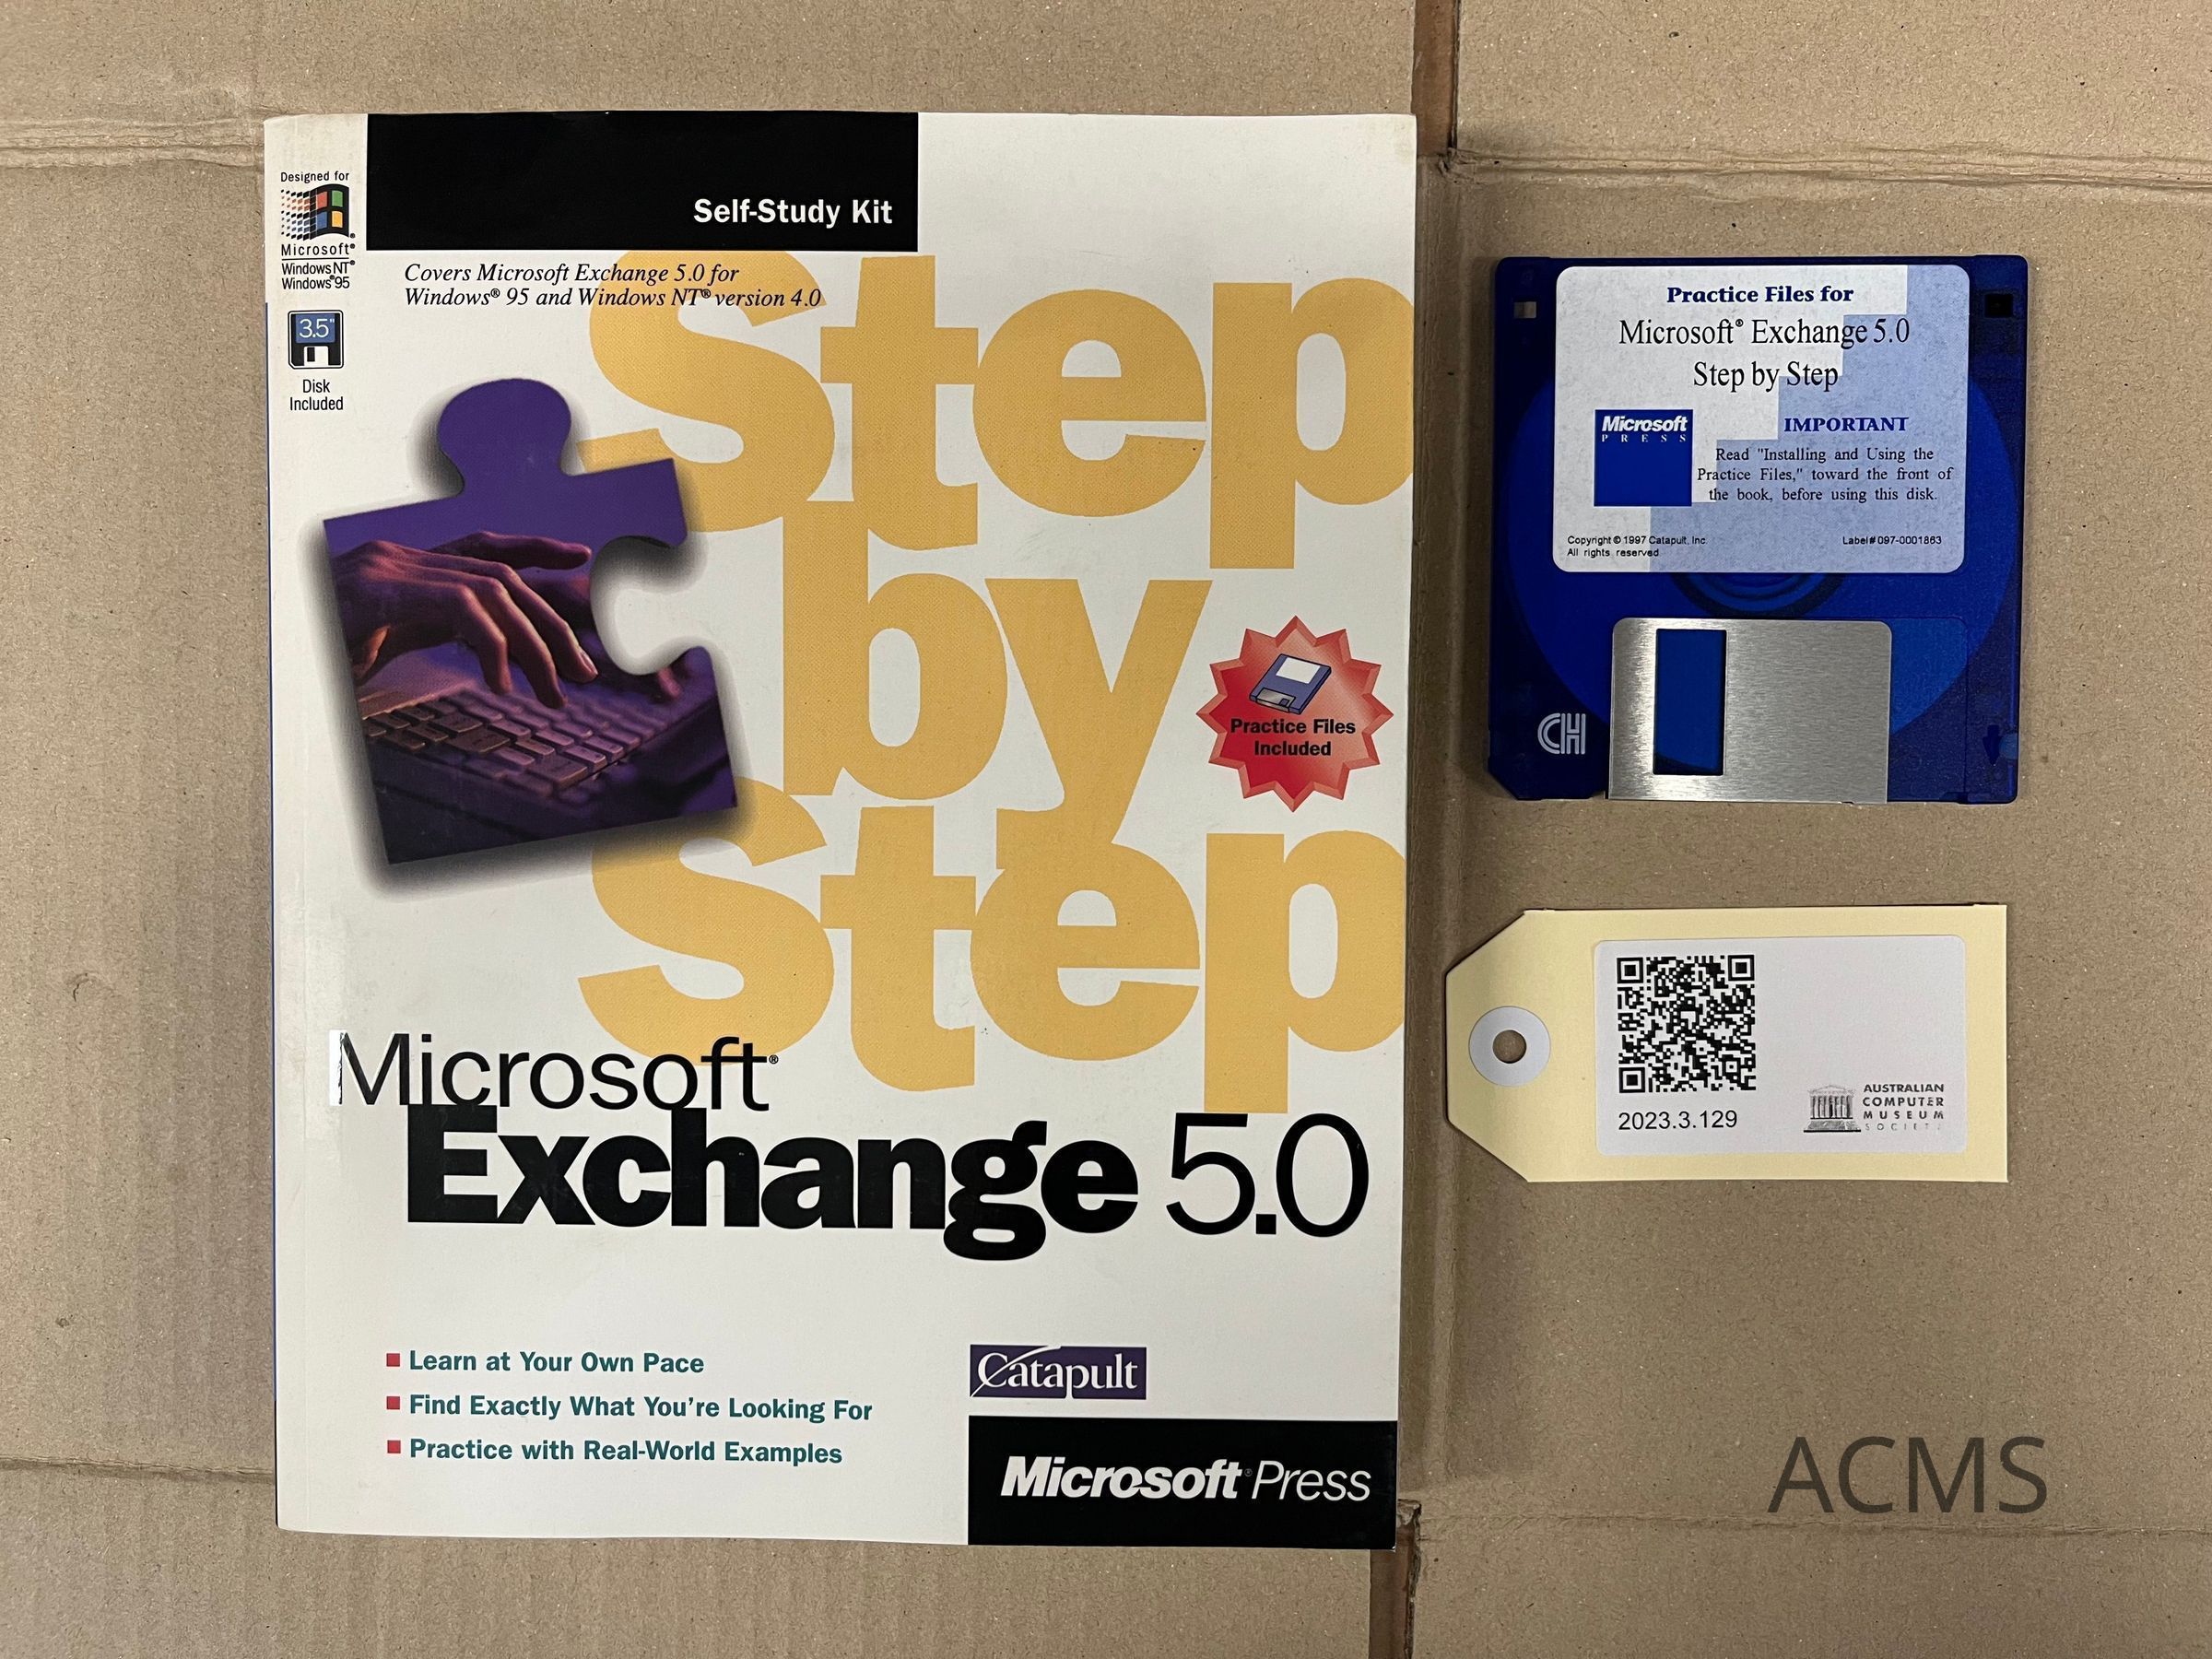 Designed for
Microsoft®
Windows NT®
Windows®95
3.5"
Disk
Included
Self-Study Kit
Covers Microsoft Exchange 5.0 for
Windows® 95 and Windows NT® version 4.0
Step
by
Step
Practice Files
Included
Microsoft®
Exchange 5.0
Learn at Your Own Pace
Find Exactly What You're Looking For
Practice with Real-World Examples
Catapult
Microsoft® Press
Practice Files for
Microsoft® Exchange 5.0
Step by Step
Microsoft
PRESS
IMPORTANT
Read "Installing and Using the
Practice Files," toward the front of
the book, before using this disk.
Copyright © 1997 Catapult, Inc.
All rights reserved
Label# 097-0001863
CH
2023.3.129
AUSTRALIAN
COMPUTER
MUSEUM
SOCIETY
ACMS